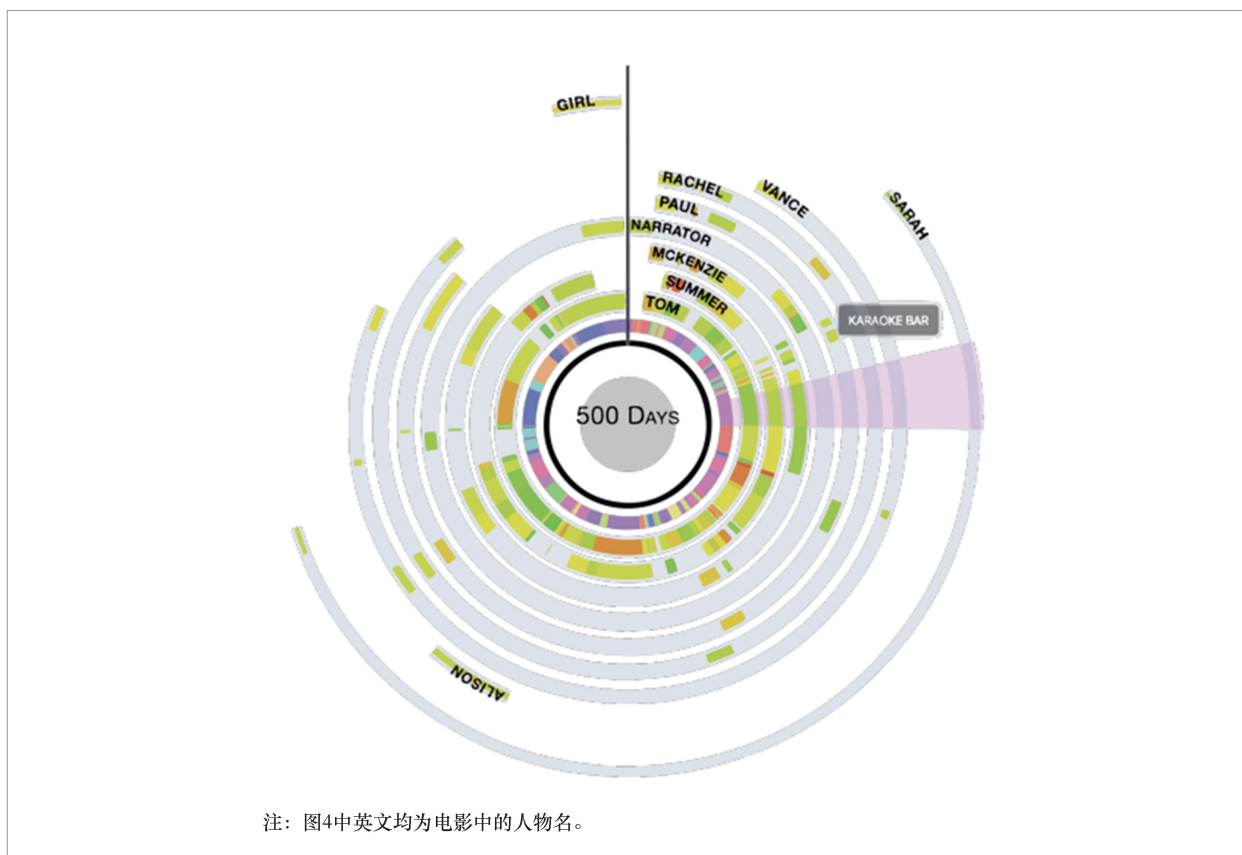 GIRL
RACHEL
VANCE
SARAH
PAUL
NARRATOR
MCKENZIE
SUMMER
TOM
KARAOKE BAR
500 DAYS
ALISON
注：图4中英文均为电影中的人物名。